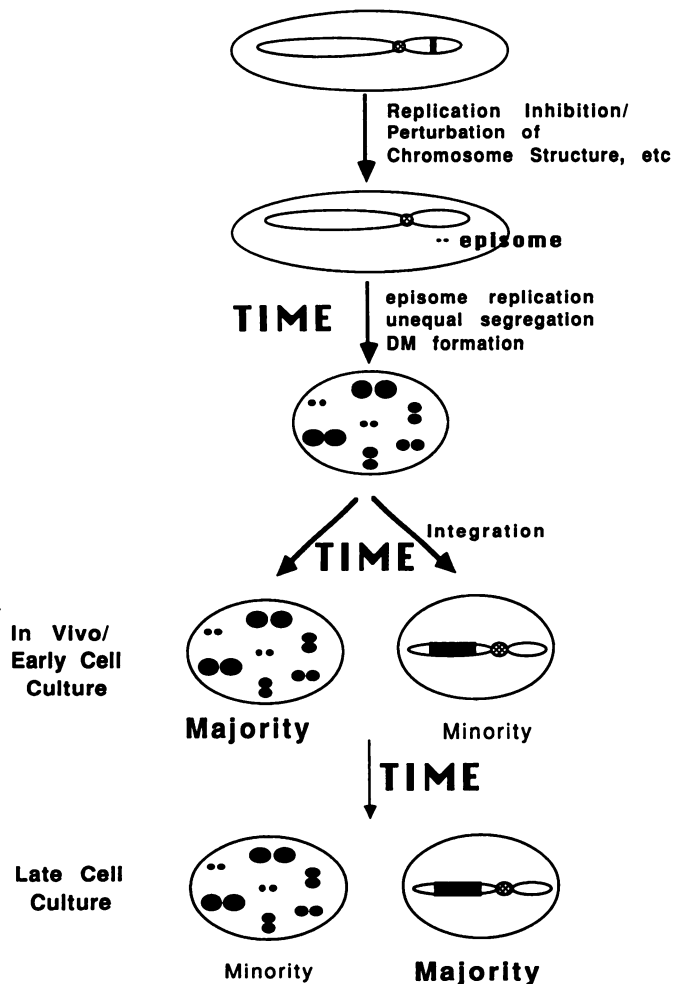 Replication Inhibition/
Perturbation of
Chromosome Structure, etc
episome
TIME
episome replication
unequal segregation
DM formation
Integration
TIME
In Vivo/
Early Cell
Culture
Majority
Minority
TIME
Late Cell
Culture
Minority
Majority